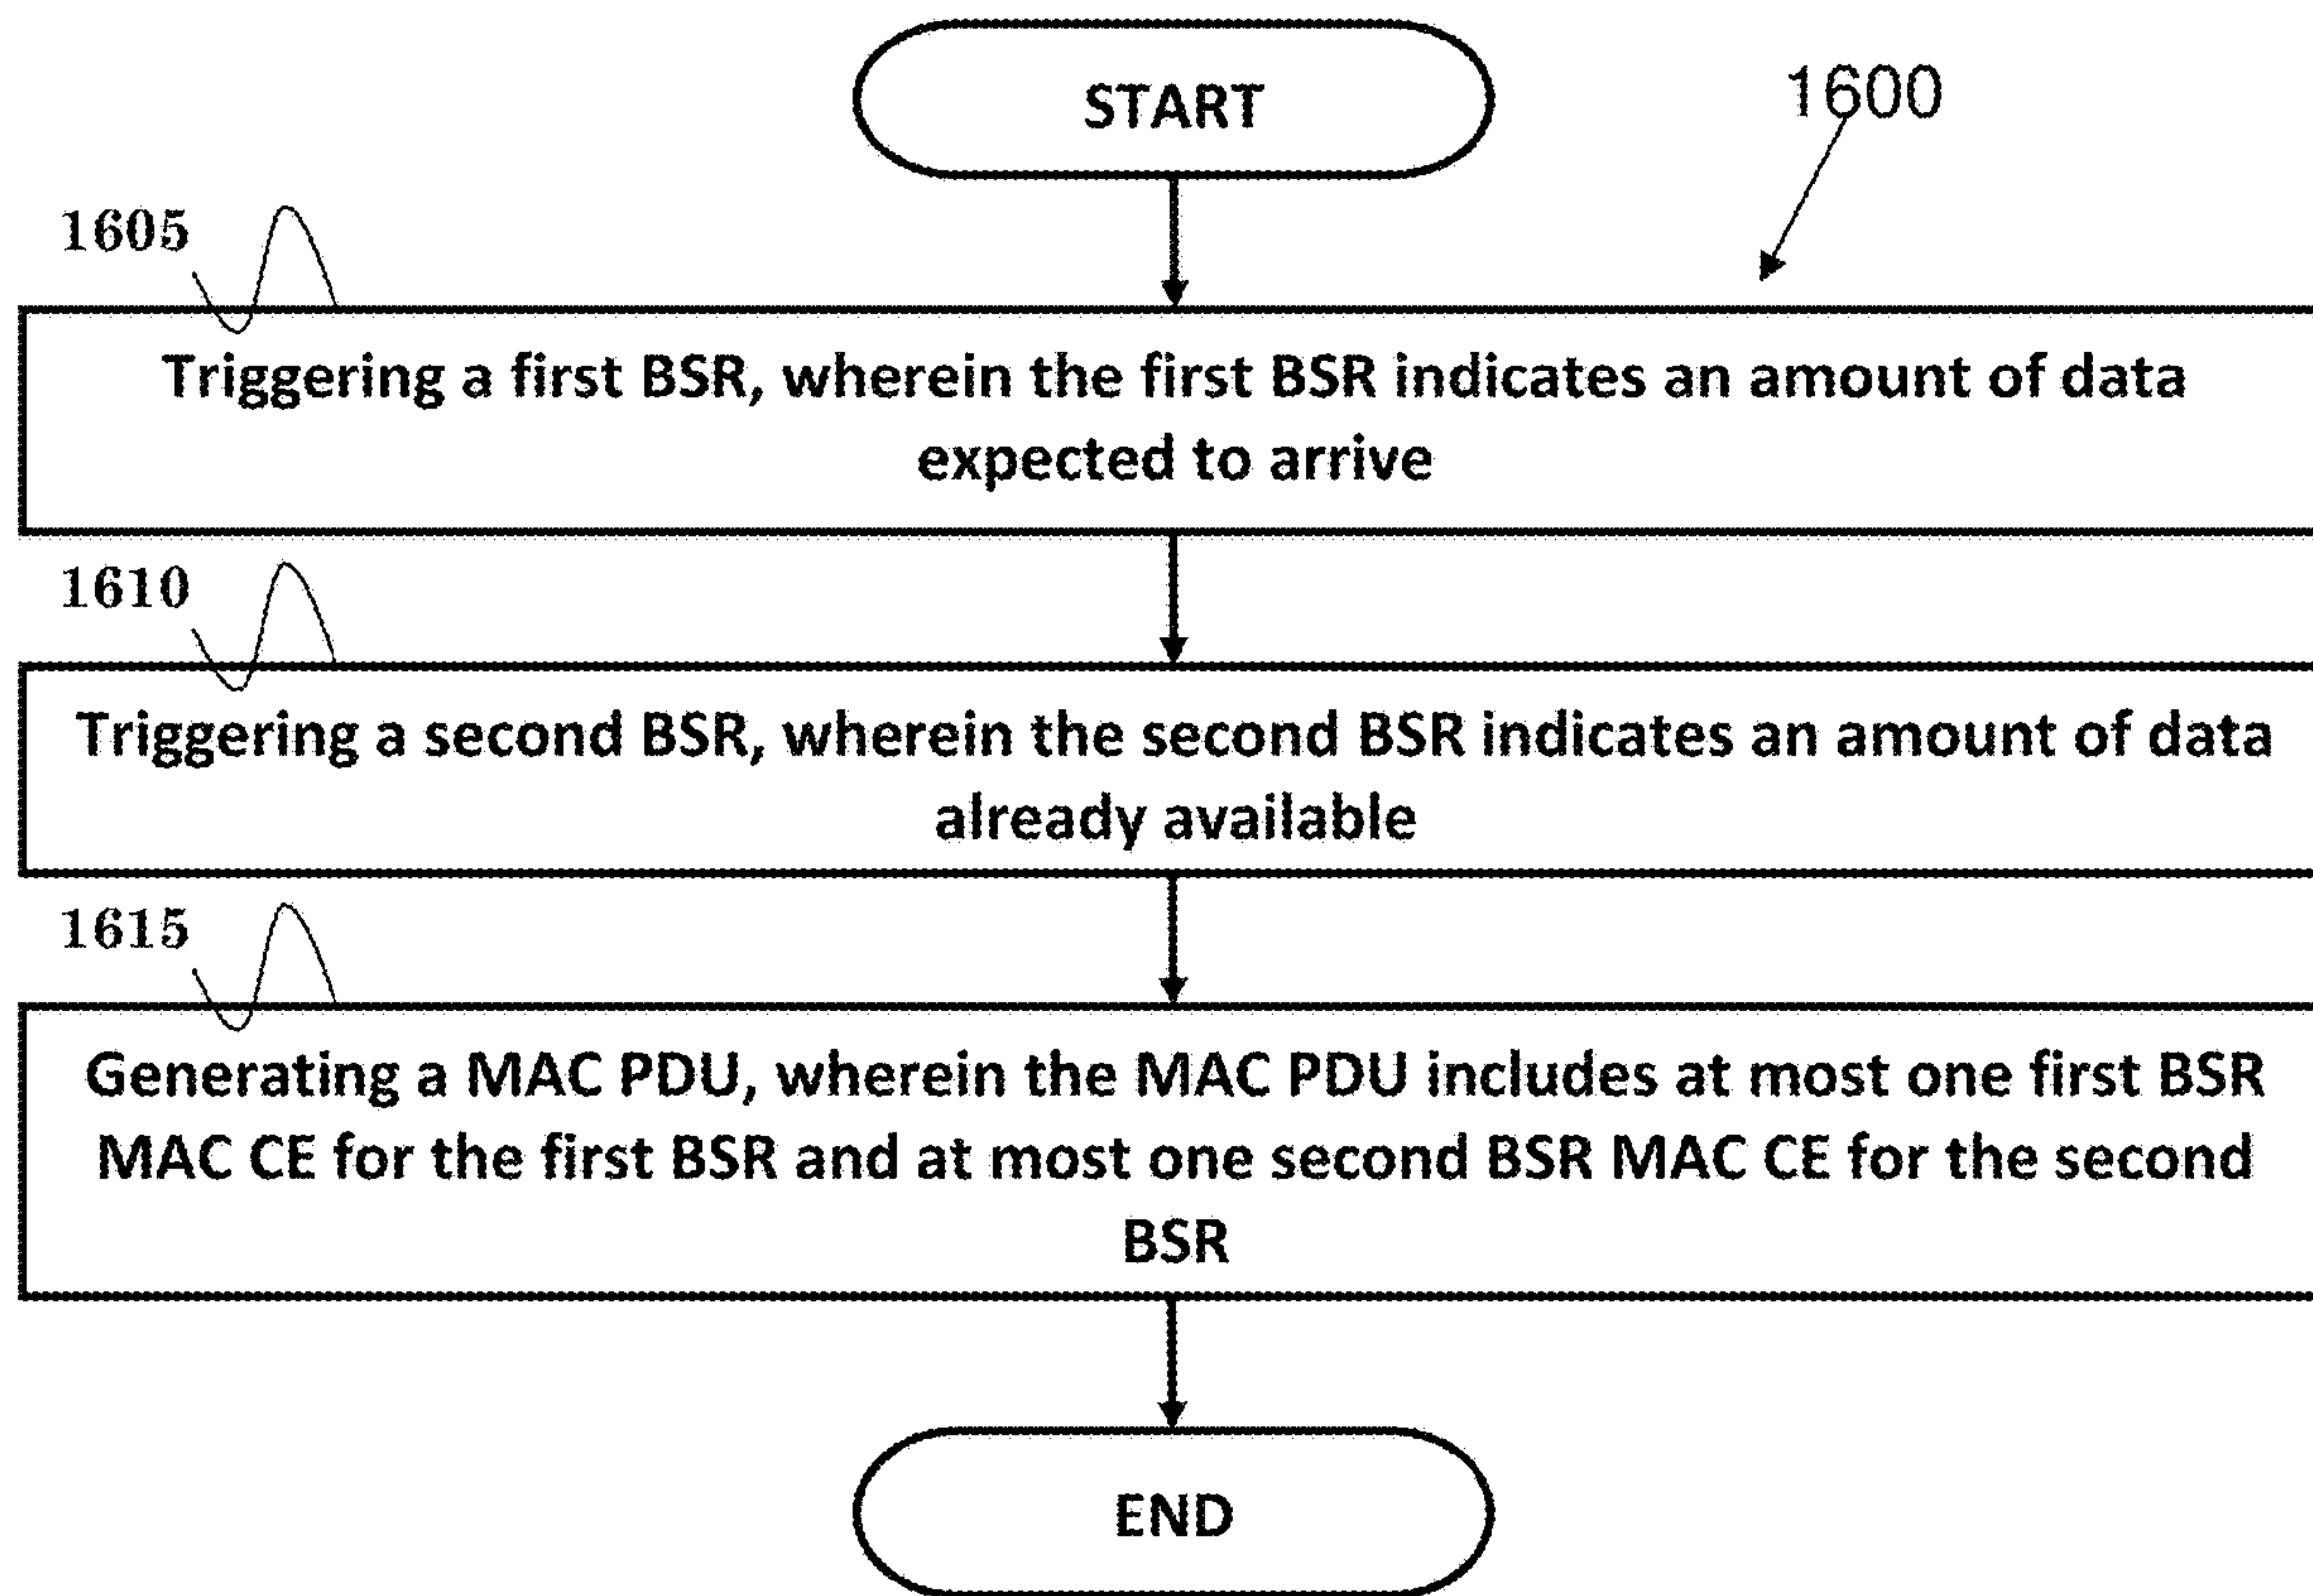 START
1600
1605
Triggering a first BSR, wherein the first BSR indicates an amount of data
expected to arrive
1610
Triggering a second BSR, wherein the second BSR indicates an amount of data
already available
1615
Generating a MAC PDU, wherein the MAC PDU includes at most one first BSR
MAC CE for the first BSR and at most one second BSR MAC CE for the second
BSR
END